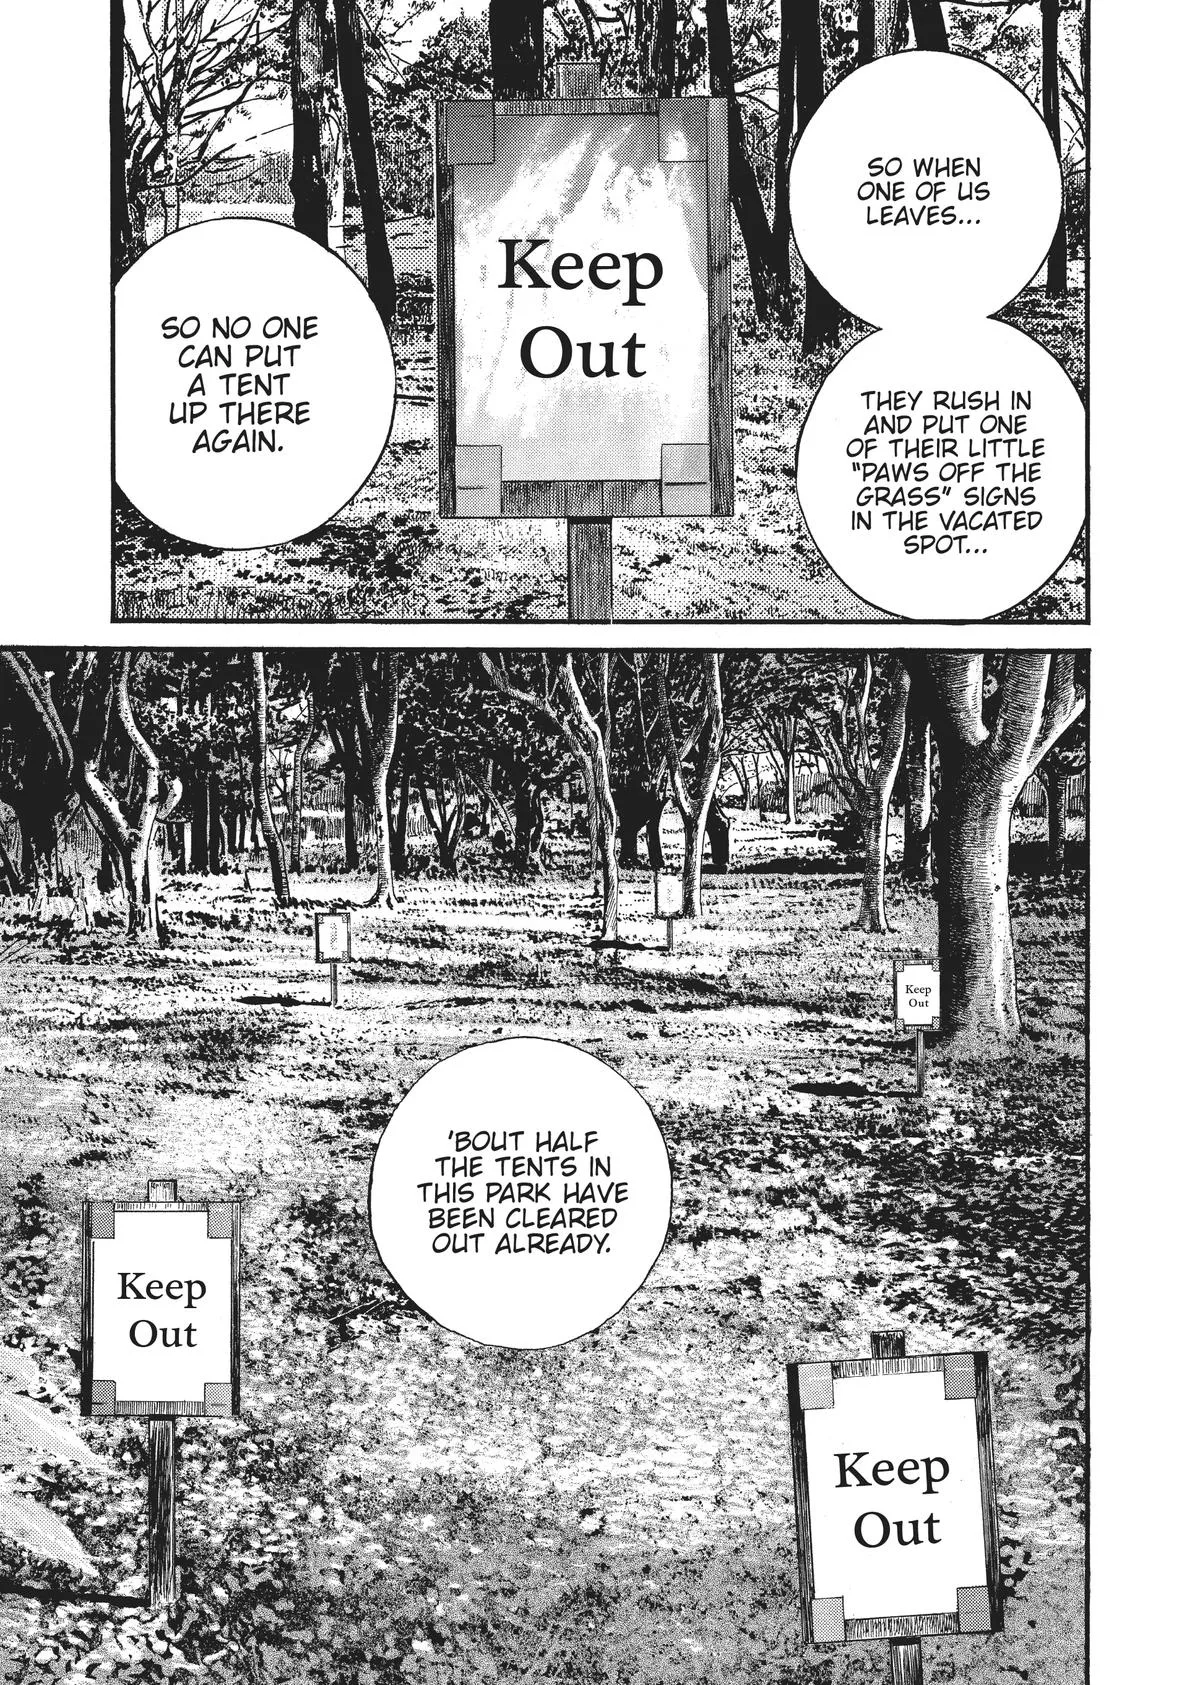 SO WHEN
ONE OF US
LEAVES...
THEY RUSH IN
AND PUT ONE
OF THEIR LITTLE
"PAWS OFF THE
GRASS" SIGNS
IN THE VACATED
SPOT...
Keep
Out
SO NO ONE
CAN PUT
A TENT
UP THERE
AGAIN.
Keep
Out
'BOUT HALF
THE TENTS IN
THIS PARK HAVE
BEEN CLEARED
OUT ALREADY.
Keep
Out
Keep
Out